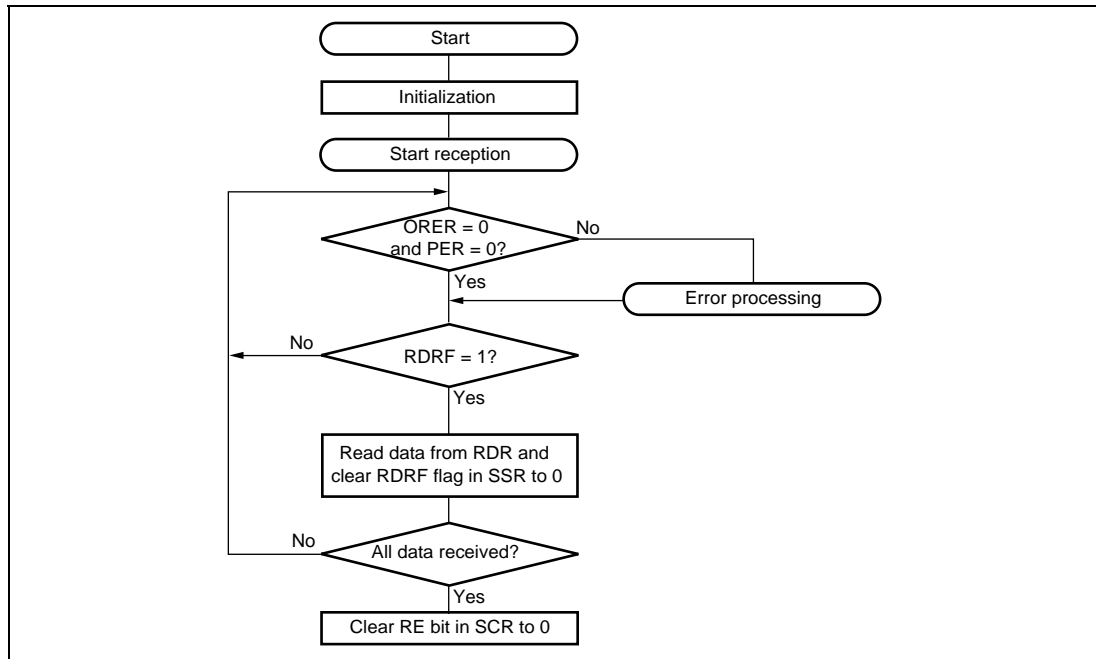 Start
Initialization
Start reception
ORER = 0
and PER = 0?
No
Yes
Error processing
No
RDRF = 1?
Yes
Read data from RDR and
clear RDRF flag in SSR to 0
No
All data received?
Yes
Clear RE bit in SCR to 0